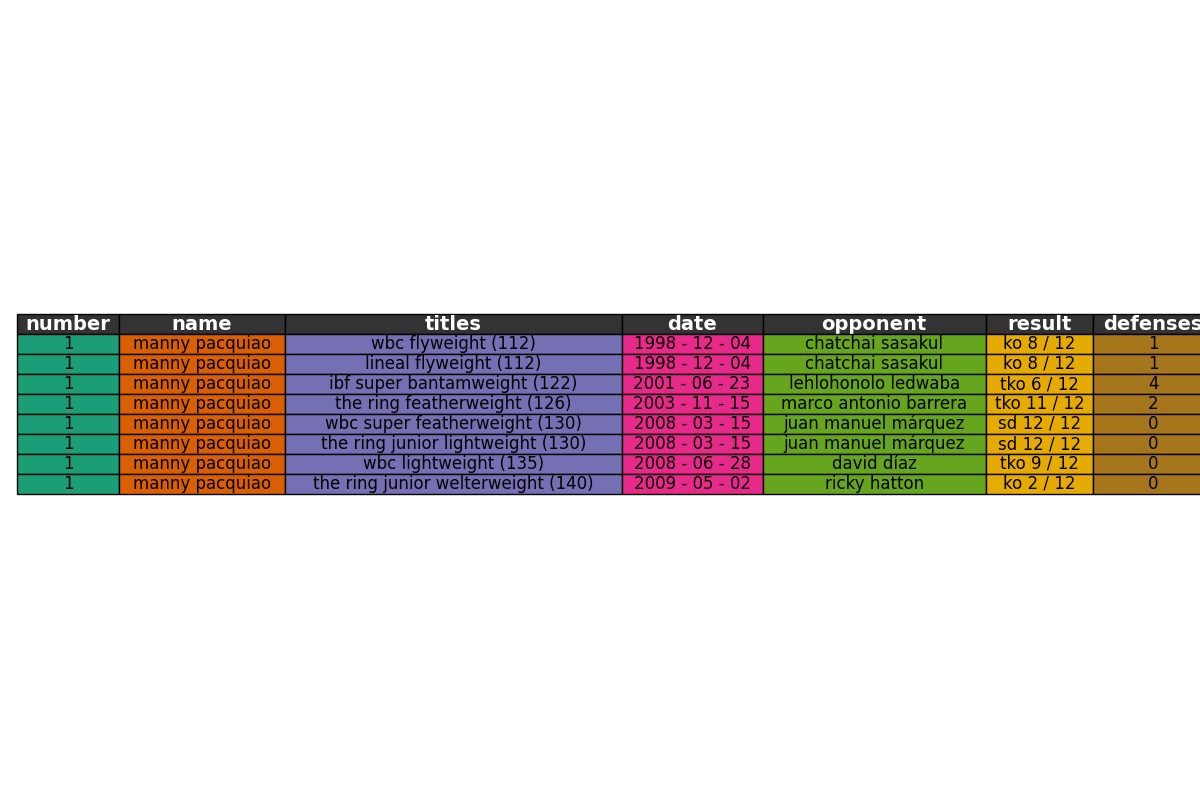 number name titles date opponent result defenses
1 manny pacquiao wbc flyweight (112) 1998 - 12 - 04 chatchai sasakul ko 8 / 12 1
1 manny pacquiao lineal flyweight (112) 1998 - 12 - 04 chatchai sasakul ko 8 / 12 1
1 manny pacquiao ibf super bantamweight (122) 2001 - 06 - 23 lehlohonolo ledwaba tko 6 / 12 4
1 manny pacquiao the ring featherweight (126) 2003 - 11 - 15 marco antonio barrera tko 11 / 12 2
1 manny pacquiao wbc super featherweight (130) 2008 - 03 - 15 juan manuel márquez sd 12 / 12 0
1 manny pacquiao the ring junior lightweight (130) 2008 - 03 - 15 juan manuel márquez sd 12 / 12 0
1 manny pacquiao wbc lightweight (135) 2008 - 06 - 28 david díaz tko 9 / 12 0
1 manny pacquiao the ring junior welterweight (140) 2009 - 05 - 02 ricky hatton ko 2 / 12 0